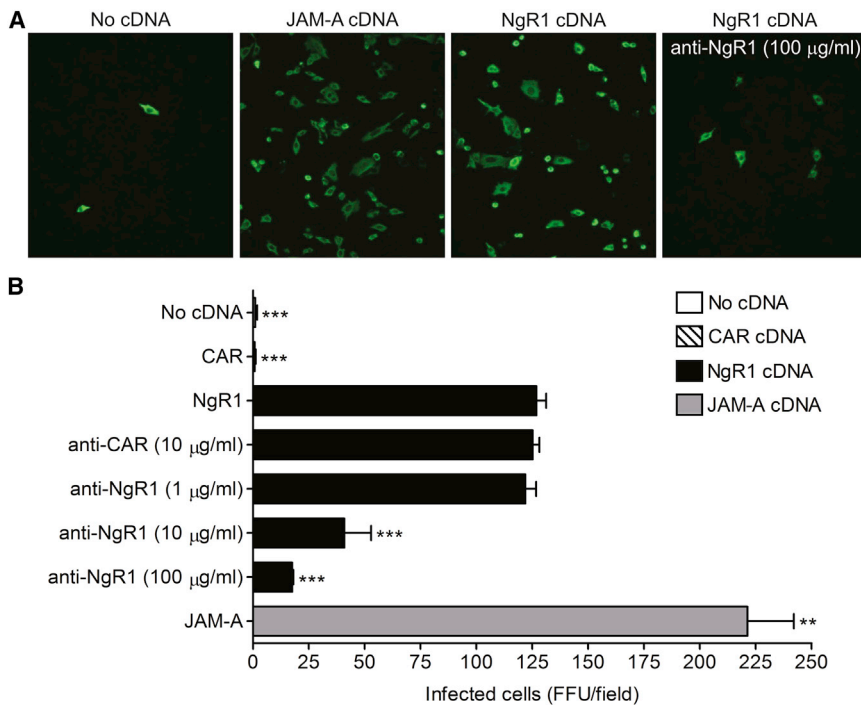 A
No cDNA
JAM-A cDNA
NgR1 cDNA
NgR1 cDNA
anti-NgR1 (100 μg/ml)
B
No cDNA
***
CAR
***
NgR1
anti-CAR (10 μg/ml)
anti-NgR1 (1 μg/ml)
anti-NgR1 (10 μg/ml)
***
anti-NgR1 (100 μg/ml)
***
JAM-A
**
0 25 50 75 100 125 150 175 200 225 250
Infected cells (FFU/field)
No cDNA
CAR cDNA
NgR1 cDNA
JAM-A cDNA